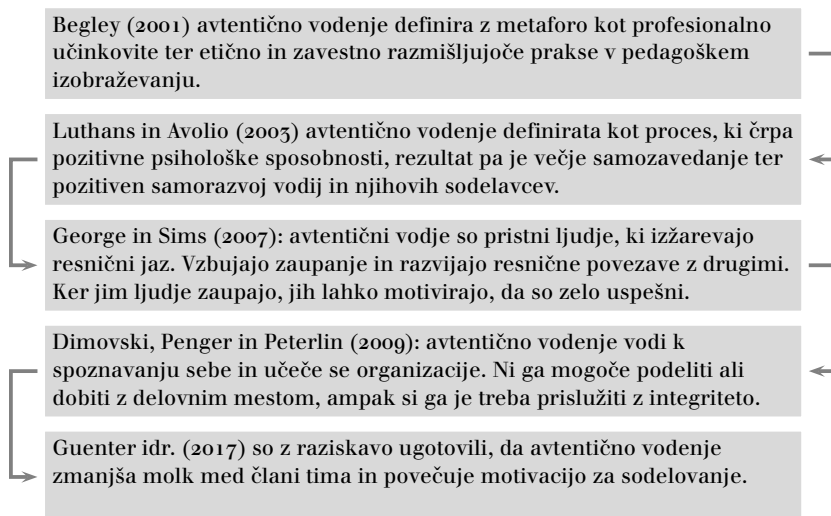 Begley (2001) avtentično vodenje definira z metaforo kot profesionalno
učinkovite ter etično in zavestno razmišljujoče prakse v pedagoškem
izobraževanju.
Luthans in Avolio (2003) avtentično vodenje definirata kot proces, ki črpa
pozitivne psihološke sposobnosti, rezultat pa je večje samozavedanje ter
pozitiven samorazvoj vodij in njihovih sodelavcev.
George in Sims (2007): avtentični vodje so pristni ljudje, ki izžarevajo
resnični jaz. Vzbujajo zaupanje in razvijajo resnične povezave z drugimi.
Ker jim ljudje zaupajo, jih lahko motivirajo, da so zelo uspešni.
Dimovski, Penger in Peterlin (2009): avtentično vodenje vodi k
spoznavanju sebe in učeče se organizacije. Ni ga mogoče podeliti ali
dobiti z delovnim mestom, ampak si ga je treba prislužiti z integriteto.
Guenter idr. (2017) so z raziskavo ugotovili, da avtentično vodenje
zmanjša molk med člani tima in povečuje motivacijo za sodelovanje.